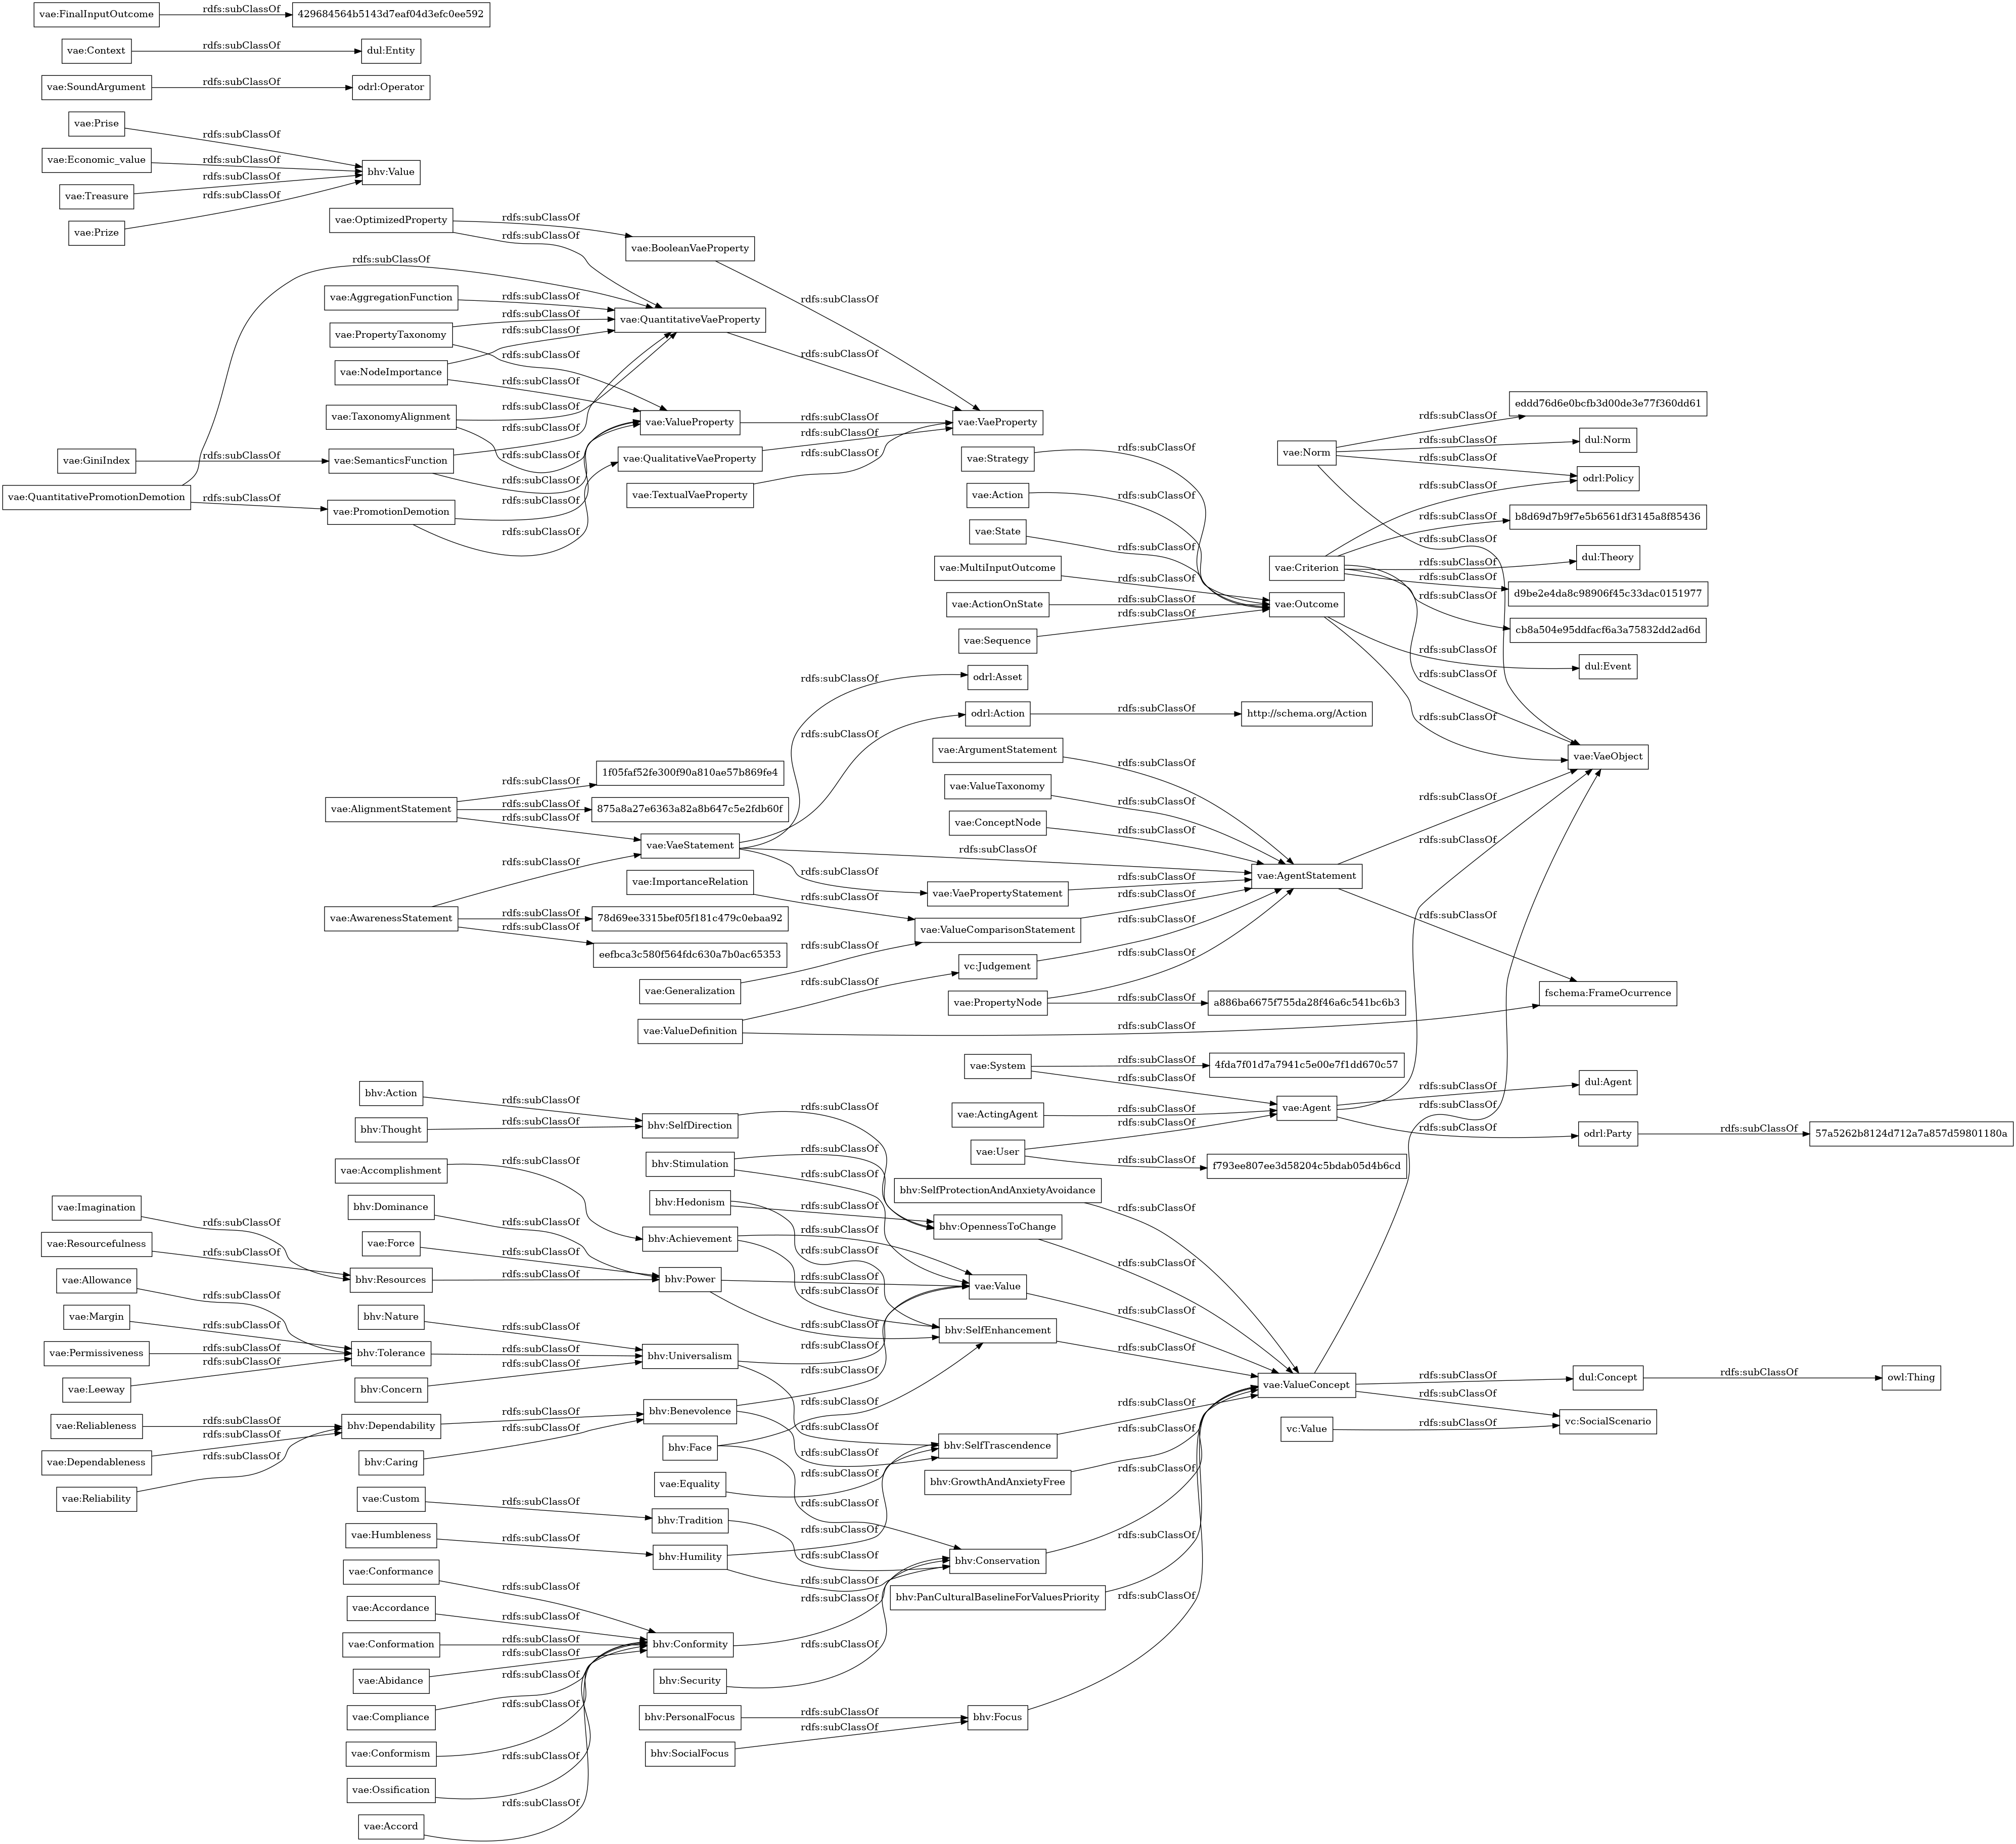 vae:FinalInputOutcome
rdfs:subClassOf
429684564b5143d7eaf04d3efc0ee592
vae:Context
rdfs:subClassOf
dul:Entity
vae:SoundArgument
rdfs:subClassOf
odrl:Operator
vae:Prise
rdfs:subClassOf
vae:Economic_value
rdfs:subClassOf
bhv:Value
vae:Treasure
rdfs:subClassOf
rdfs:subClassOf
vae:Prize
vae:OptimizedProperty
rdfs:subClassOf
rdfs:subClassOf
vae:BooleanVaeProperty
rdfs:subClassOf
vae:AggregationFunction
rdfs:subClassOf
rdfs:subClassOf
vae:QuantitativeVaeProperty
vae:PropertyTaxonomy
rdfs:subClassOf
rdfs:subClassOf
rdfs:subClassOf
rdfs:subClassOf
vae:NodeImportance
rdfs:subClassOf
vae:TaxonomyAlignment
rdfs:subClassOf
rdfs:subClassOf
vae:ValueProperty
rdfs:subClassOf
vae:VaeProperty
rdfs:subClassOf
vae:GiniIndex
rdfs:subClassOf
vae:SemanticsFunction
rdfs:subClassOf
vae:QualitativeVaeProperty
rdfs:subClassOf
rdfs:subClassOf
vae:QuantitativePromotionDemotion
rdfs:subClassOf
vae:PromotionDemotion
rdfs:subClassOf
rdfs:subClassOf
vae:TextualVaeProperty
vae:Strategy
rdfs:subClassOf
vae:Action
rdfs:subClassOf
vae:State
rdfs:subClassOf
vae:MultiInputOutcome
rdfs:subClassOf
vae:ActionOnState
rdfs:subClassOf
vae:Outcome
vae:Sequence
rdfs:subClassOf
vae:Norm
rdfs:subClassOf
eddd76d6e0bcfb3d00de3e77f360dd61
rdfs:subClassOf
dul:Norm
rdfs:subClassOf
odrl:Policy
rdfs:subClassOf
rdfs:subClassOf
b8d69d7b9f7e5b6561df3145a8f85436
rdfs:subClassOf
vae:Criterion
rdfs:subClassOf
dul:Theory
rdfs:subClassOf
d9be2e4da8c98906f45c33dac0151977
rdfs:subClassOf
cb8a504e95ddfacf6a3a75832dd2ad6d
rdfs:subClassOf
dul:Event
rdfs:subClassOf
rdfs:subClassOf
vae:VaeObject
rdfs:subClassOf
odrl:Asset
rdfs:subClassOf
odrl:Action
rdfs:subClassOf
http://schema.org/Action
vae:AlignmentStatement
rdfs:subClassOf
1f05faf52fe300f90a810ae57b869fe4
rdfs:subClassOf
875a8a27e6363a82a8b647c5e2fdb60f
rdfs:subClassOf
vae:VaeStatement
rdfs:subClassOf
rdfs:subClassOf
rdfs:subClassOf
vae:AwarenessStatement
rdfs:subClassOf
78d69ee3315bef05f181c479c0ebaa92
rdfs:subClassOf
eefbca3c580f564fdc630a7b0ac65353
vae:ArgumentStatement
rdfs:subClassOf
vae:ValueTaxonomy
rdfs:subClassOf
vae:ConceptNode
rdfs:subClassOf
vae:AgentStatement
rdfs:subClassOf
rdfs:subClassOf
vae:VaePropertyStatement
rdfs:subClassOf
vae:ImportanceRelation
rdfs:subClassOf
vae:ValueComparisonStatement
rdfs:subClassOf
vae:Generalization
rdfs:subClassOf
vc:Judgement
rdfs:subClassOf
vae:ValueDefinition
rdfs:subClassOf
rdfs:subClassOf
fschema:FrameOcurrence
vae:PropertyNode
rdfs:subClassOf
rdfs:subClassOf
a886ba6675f755da28f46a6c541bc6b3
vae:System
rdfs:subClassOf
4fda7f01d7a7941c5e00e7f1dd670c57
rdfs:subClassOf
vae:ActingAgent
rdfs:subClassOf
vae:Agent
rdfs:subClassOf
rdfs:subClassOf
dul:Agent
rdfs:subClassOf
odrl:Party
rdfs:subClassOf
57a5262b8124d712a7a857d59801180a
vae:User
rdfs:subClassOf
rdfs:subClassOf
f793ee807ee3d58204c5bdab05d4b6cd
bhv:Action
rdfs:subClassOf
bhv:Thought
rdfs:subClassOf
bhv:SelfDirection
rdfs:subClassOf
bhv:Stimulation
rdfs:subClassOf
rdfs:subClassOf
bhv:Hedonism
rdfs:subClassOf
rdfs:subClassOf
bhv:SelfProtectionAndAnxietyAvoidance
rdfs:subClassOf
bhv:OpennessToChange
rdfs:subClassOf
vae:Accomplishment
rdfs:subClassOf
bhv:Achievement
rdfs:subClassOf
rdfs:subClassOf
vae:Imagination
rdfs:subClassOf
vae:Resourcefulness
rdfs:subClassOf
bhv:Resources
rdfs:subClassOf
bhv:Dominance
rdfs:subClassOf
vae:Force
rdfs:subClassOf
bhv:Power
rdfs:subClassOf
rdfs:subClassOf
vae:Value
rdfs:subClassOf
vae:Allowance
rdfs:subClassOf
vae:Margin
rdfs:subClassOf
vae:Permissiveness
rdfs:subClassOf
vae:Leeway
rdfs:subClassOf
bhv:Tolerance
rdfs:subClassOf
bhv:Nature
rdfs:subClassOf
bhv:Concern
rdfs:subClassOf
bhv:Universalism
rdfs:subClassOf
rdfs:subClassOf
bhv:SelfEnhancement
rdfs:subClassOf
vae:Reliableness
rdfs:subClassOf
vae:Dependableness
rdfs:subClassOf
vae:Reliability
rdfs:subClassOf
bhv:Dependability
rdfs:subClassOf
bhv:Caring
rdfs:subClassOf
bhv:Benevolence
rdfs:subClassOf
rdfs:subClassOf
bhv:Face
rdfs:subClassOf
rdfs:subClassOf
vae:Equality
rdfs:subClassOf
vae:ValueConcept
rdfs:subClassOf
rdfs:subClassOf
dul:Concept
rdfs:subClassOf
owl:Thing
rdfs:subClassOf
vc:SocialScenario
vc:Value
rdfs:subClassOf
bhv:SelfTrascendence
rdfs:subClassOf
bhv:GrowthAndAnxietyFree
rdfs:subClassOf
vae:Custom
rdfs:subClassOf
bhv:Tradition
rdfs:subClassOf
vae:Humbleness
rdfs:subClassOf
bhv:Humility
rdfs:subClassOf
rdfs:subClassOf
bhv:Conservation
rdfs:subClassOf
bhv:PanCulturalBaselineForValuesPriority
rdfs:subClassOf
vae:Conformance
rdfs:subClassOf
vae:Accordance
rdfs:subClassOf
vae:Conformation
rdfs:subClassOf
bhv:Conformity
rdfs:subClassOf
vae:Abidance
rdfs:subClassOf
bhv:Security
rdfs:subClassOf
vae:Compliance
rdfs:subClassOf
vae:Conformism
rdfs:subClassOf
vae:Ossification
rdfs:subClassOf
vae:Accord
rdfs:subClassOf
bhv:PersonalFocus
rdfs:subClassOf
bhv:SocialFocus
rdfs:subClassOf
bhv:Focus
rdfs:subClassOf